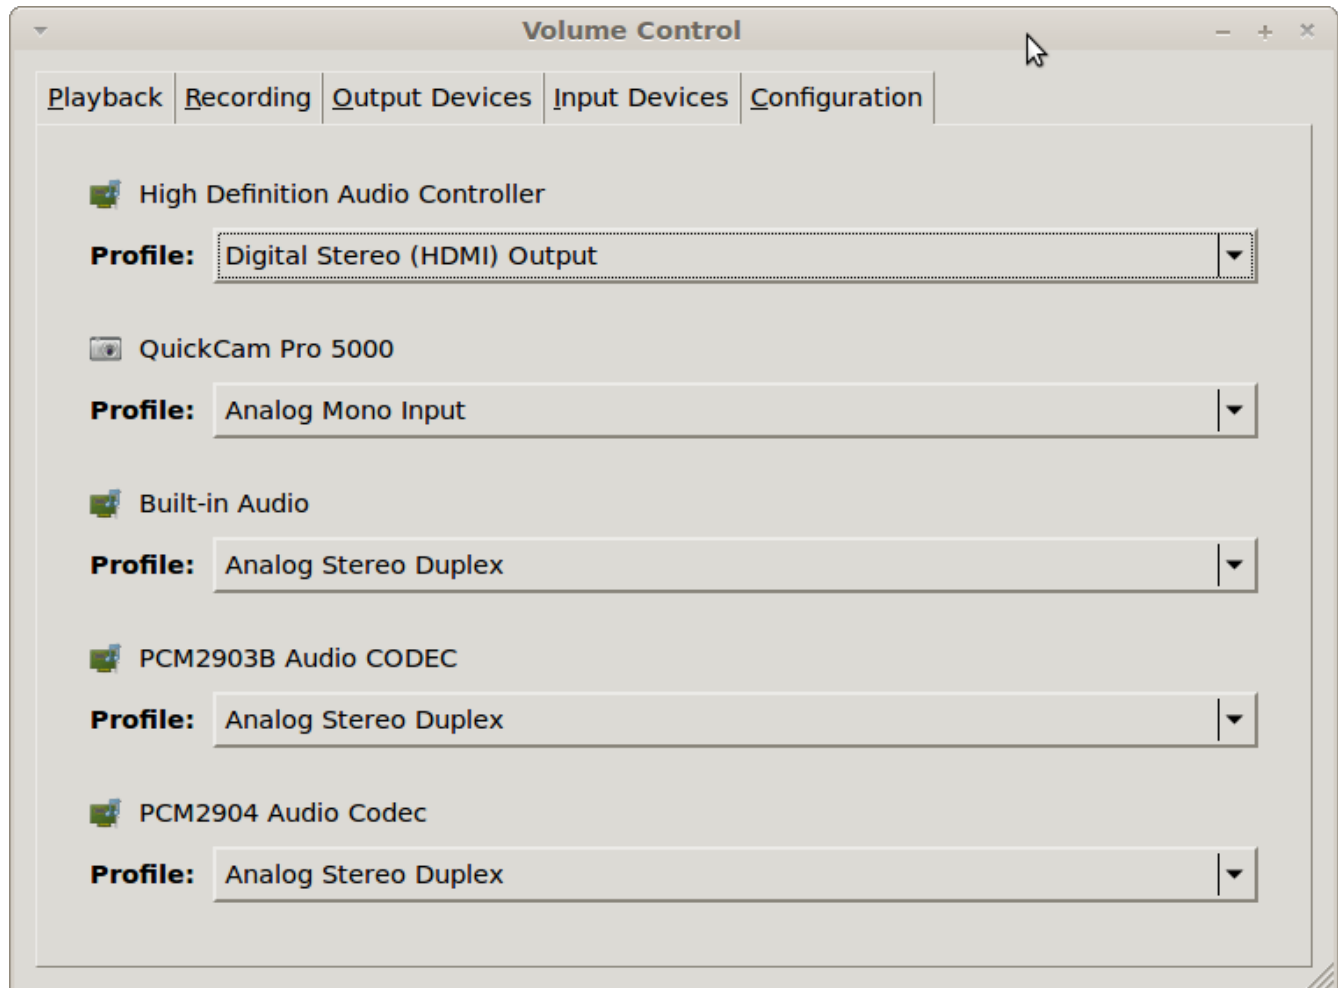 Volume Control
Playback Recording Output Devices Input Devices Configuration
High Definition Audio Controller
Profile: Digital Stereo (HDMI) Output
QuickCam Pro 5000
Profile: Analog Mono Input
Built-in Audio
Profile: Analog Stereo Duplex
PCM2903B Audio CODEC
Profile: Analog Stereo Duplex
PCM2904 Audio Codec
Profile: Analog Stereo Duplex